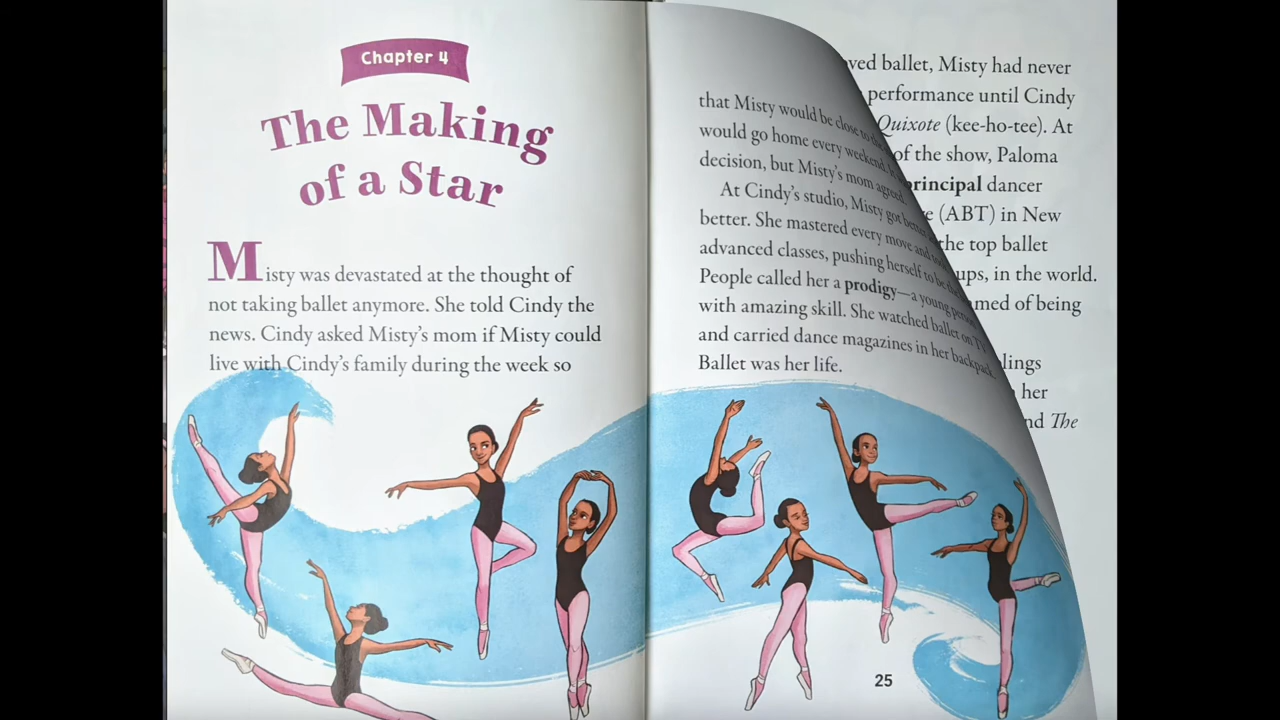 Chapter 4
The Making
of a Star
Misty was devastated at the thought of
not taking ballet anymore. She told Cindy the
news. Cindy asked Misty's mom if Misty could
live with Cindy's family during the week so
that Misty would be close to the
would go home every weekend.
decision, but Misty's mom agreed.
At Cindy's studio, Misty got better
better. She mastered every move and
advanced classes, pushing herself to be the
People called her a prodigy—a young person
with amazing skill. She watched ballet on TV
and carried dance magazines in her backpack.
Ballet was her life.
25
ballet, Misty had never
performance until Cindy
Quixote (kee-ho-tee). At
of the show, Paloma
principal dancer
(ABT) in New
the top ballet
in the world.
of being
her
The